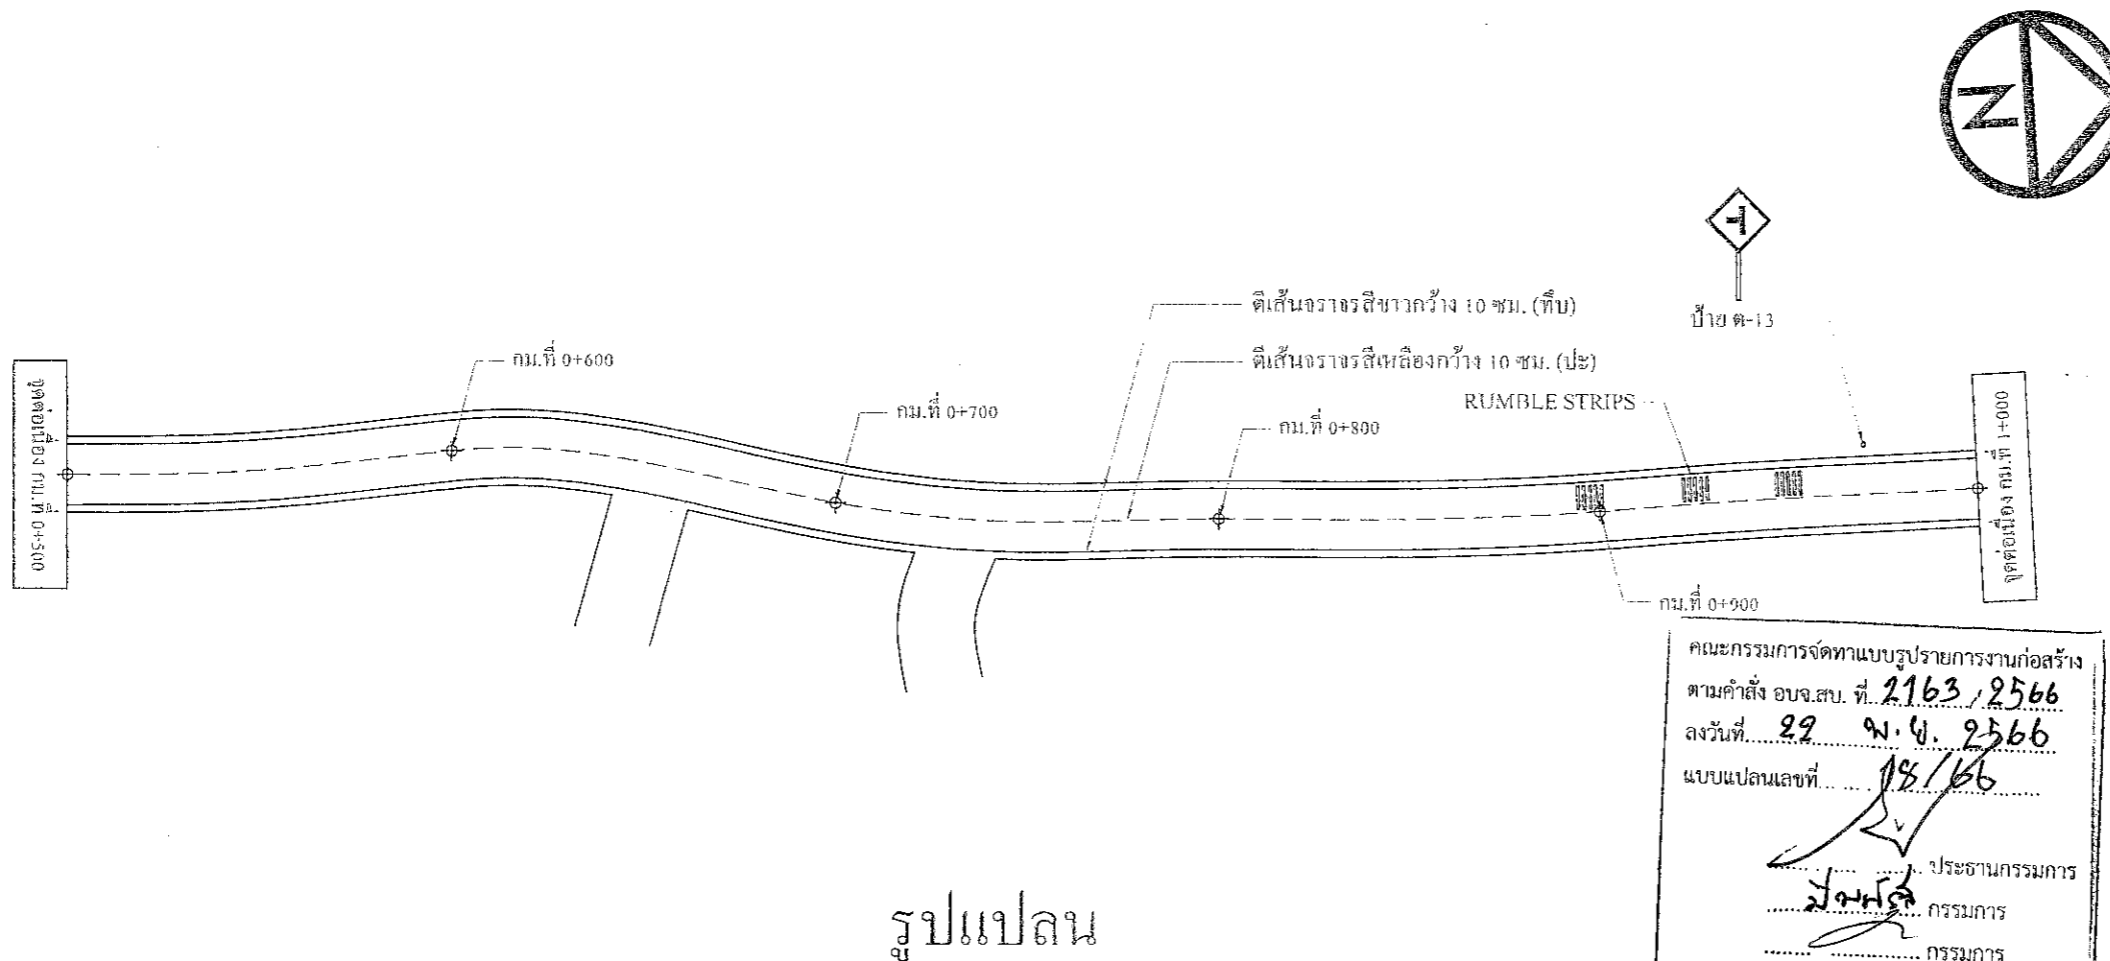 N
ป้าย ต-13
ตีเส้นจราจรสีขาวกว้าง 10 ซม. (ทึบ)
ตีเส้นจราจรสีเหลืองกว้าง 10 ซม. (ปะ)
RUMBLE STRIPS
กม.ที่ 0+600
กม.ที่ 0+700
กม.ที่ 0+800
กม.ที่ 0+900
จุดต่อเนื่อง กม.ที่ 0+500
จุดต่อเนื่อง กม.ที่ 1+000
คณะกรรมการจัดทำแบบรูปรายการงานก่อสร้าง
ตามคำสั่ง อบจ.สบ. ที่ 2163 / 2566
ลงวันที่ 22 พ.ย. 2566
แบบแปลนเลขที่ 18/66
ประธานกรรมการ
กรรมการ
กรรมการ
รูปแปลน